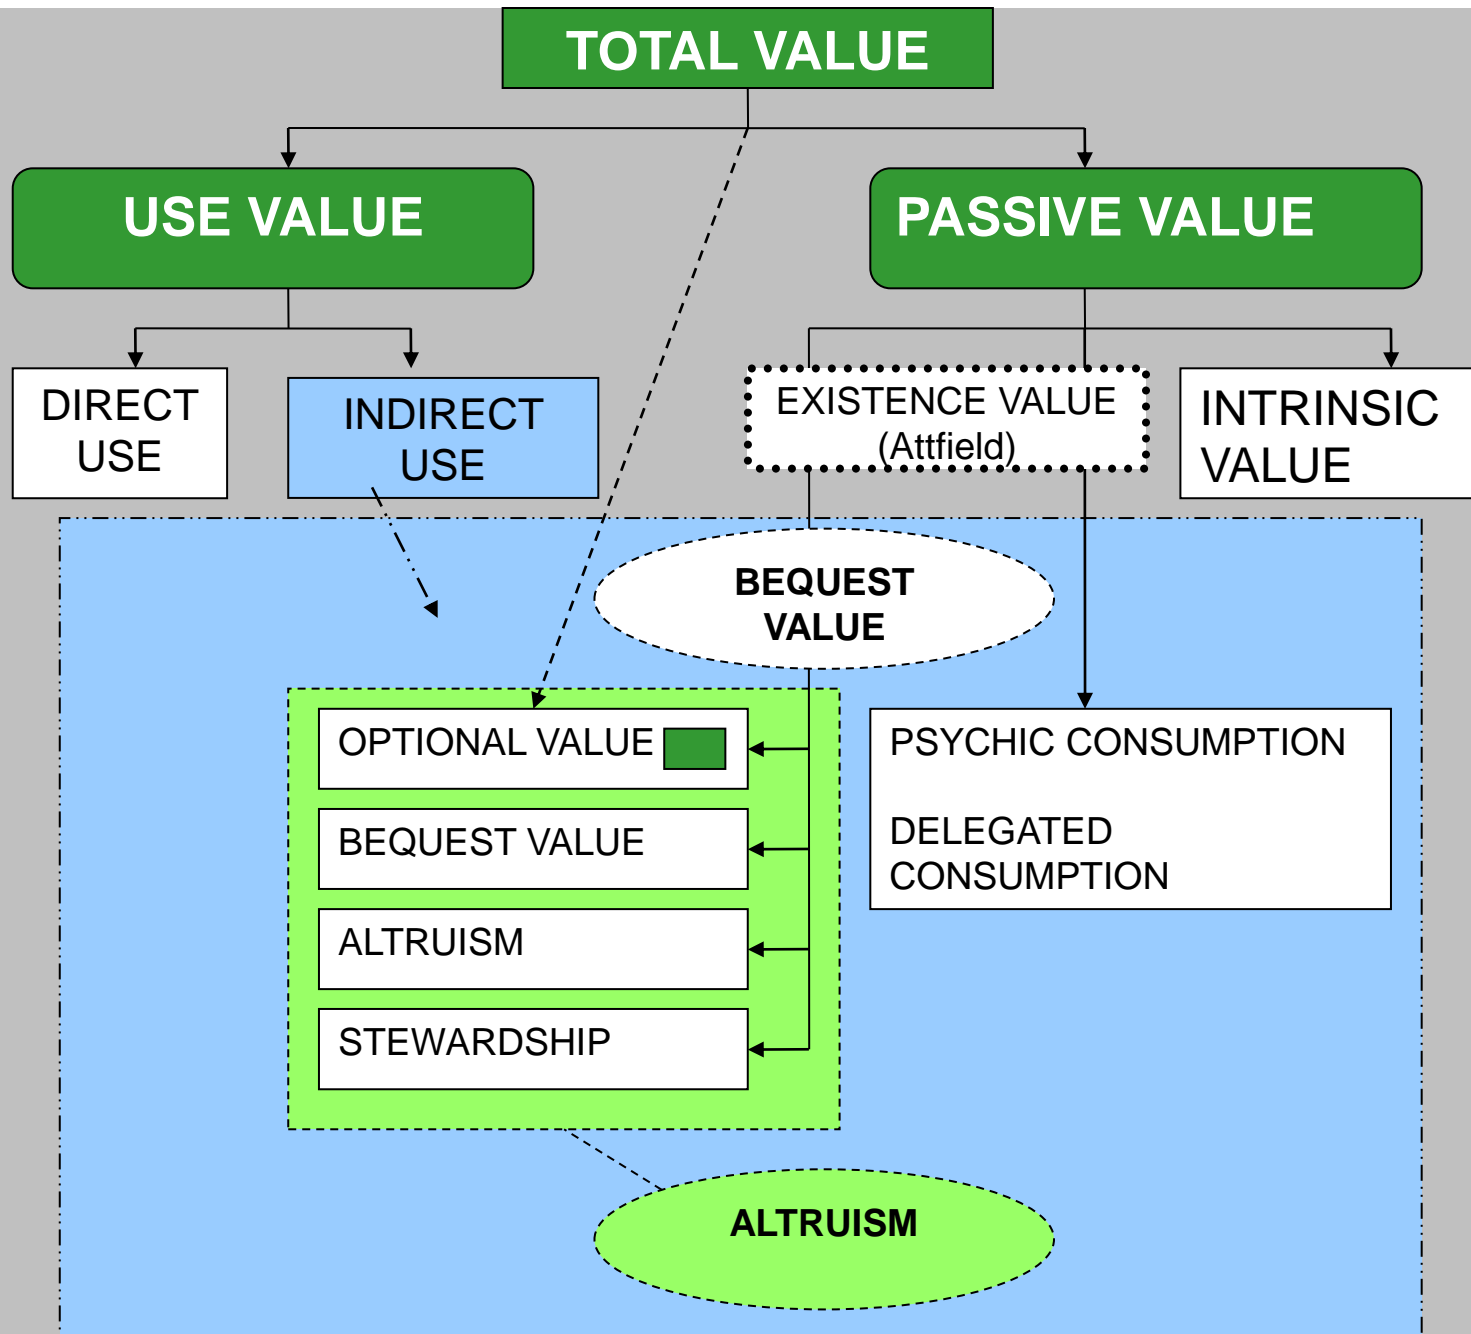 TOTAL VALUE
USE VALUE
PASSIVE VALUE
DIRECT
USE
INDIRECT
USE
EXISTENCE VALUE
(Attfield)
INTRINSIC
VALUE
BEQUEST
VALUE
OPTIONAL VALUE
BEQUEST VALUE
ALTRUISM
STEWARDSHIP
PSYCHIC CONSUMPTION
DELEGATED
CONSUMPTION
ALTRUISM